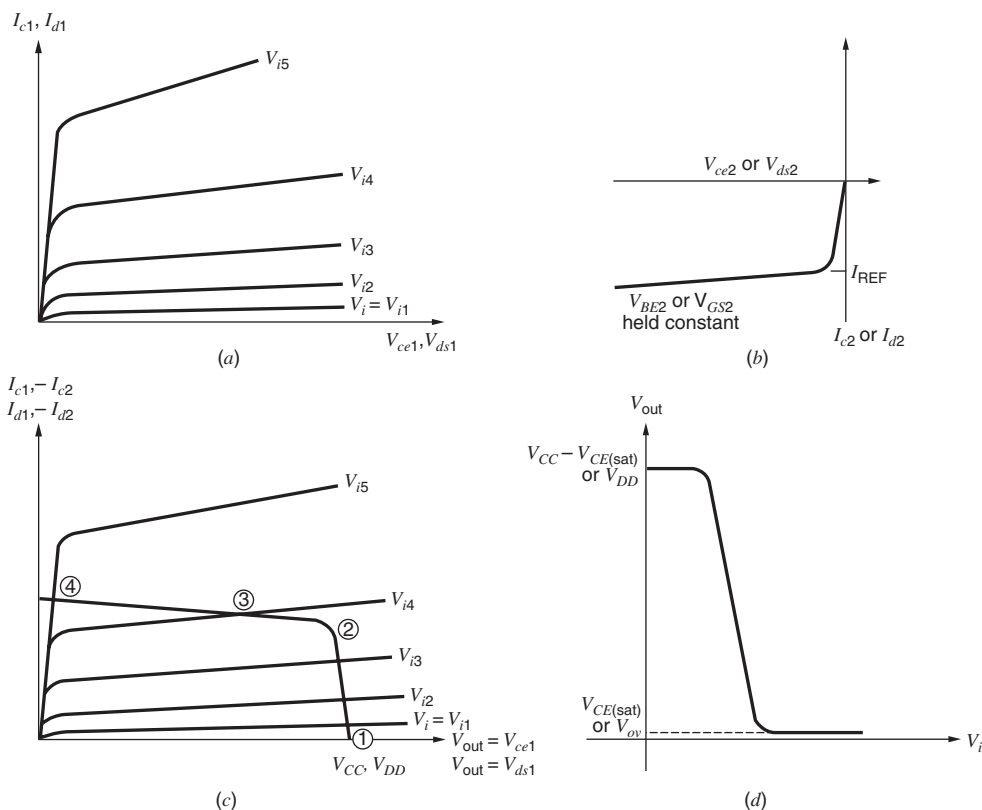 I_c1, I_d1
V_i5
V_i4
V_i3
V_i2
V_i = V_i1
V_ce1, V_ds1
(a)
V_ce2 or V_ds2
I_REF
V_BE2 or V_GS2
held constant
I_c2 or I_d2
(b)
I_c1, – I_c2
I_d1, – I_d2
V_i5
④
③
V_i4
②
V_i3
V_i2
V_i = V_i1
①
V_out = V_ce1
V_CC, V_DD
V_out = V_ds1
(c)
V_out
V_CC – V_CE(sat)
or V_DD
V_CE(sat)
or V_ov
V_i
(d)